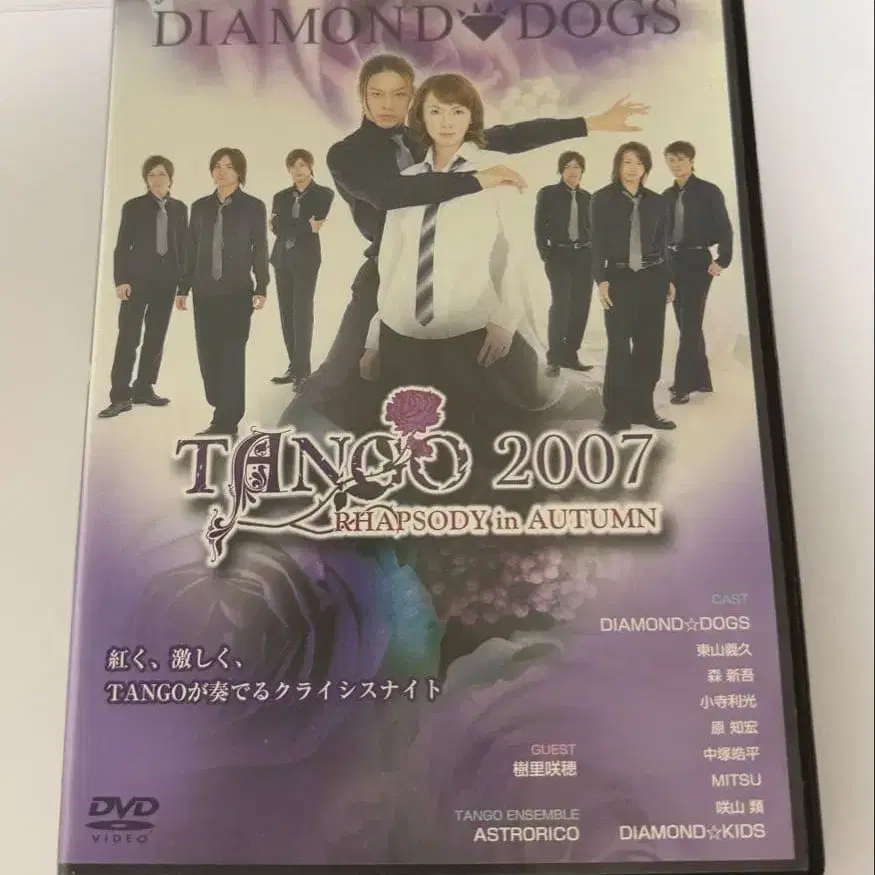 DIAMOND DOGS
TANGO 2007
RHAPSODY in AUTUMN
紅く、激しく、
TANGOが奏でるクライシスナイト
CAST
DIAMOND☆DOGS
東山義久
森 新吾
小寺利光
原 知宏
中塚皓平
MITSU
咲山 類
DIAMOND☆KIDS
GUEST
樹里咲穂
TANGO ENSEMBLE
ASTRORICO
DVD
VIDEO